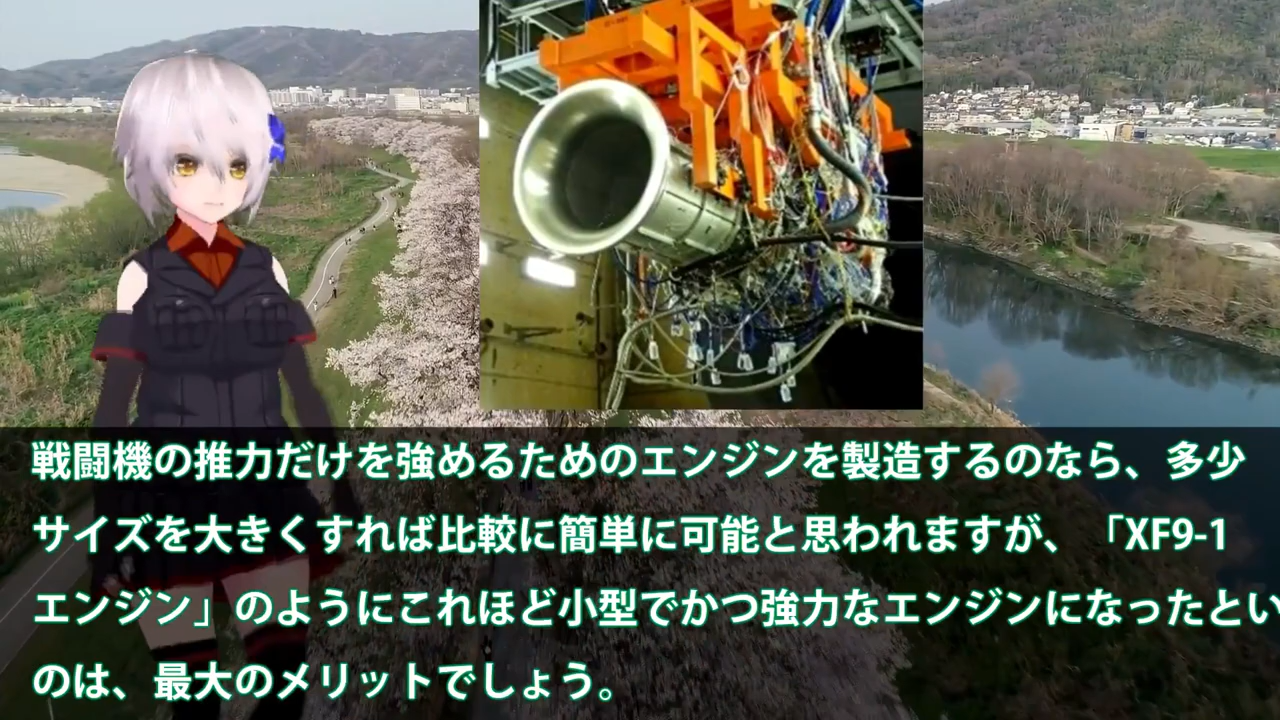 戦闘機の推力だけを強めるためのエンジンを製造するのなら、多少
サイズを大きくすれば比較に簡単に可能と思われますが、「XF9-1
エンジン」のようにこれほど小型でかつ強力なエンジンになったとい
のは、最大のメリットでしょう。